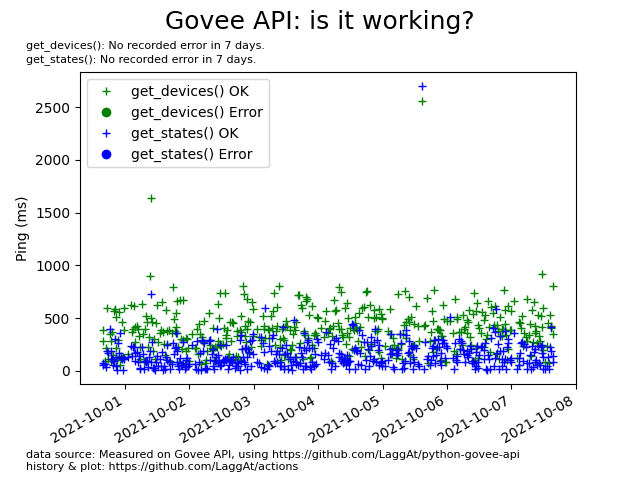 Govee API: is it working?
get_devices(): No recorded error in 7 days.
get_states(): No recorded error in 7 days.
get_devices() OK
get_devices() Error
get_states() OK
get_states() Error
Ping (ms)
2500
2000
1500
1000
500
0
2021-10-01
2021-10-02
2021-10-03
2021-10-04
2021-10-05
2021-10-06
2021-10-07
2021-10-08
data source: Measured on Govee API, using https://github.com/LaggAt/python-govee-api
history & plot: https://github.com/LaggAt/actions